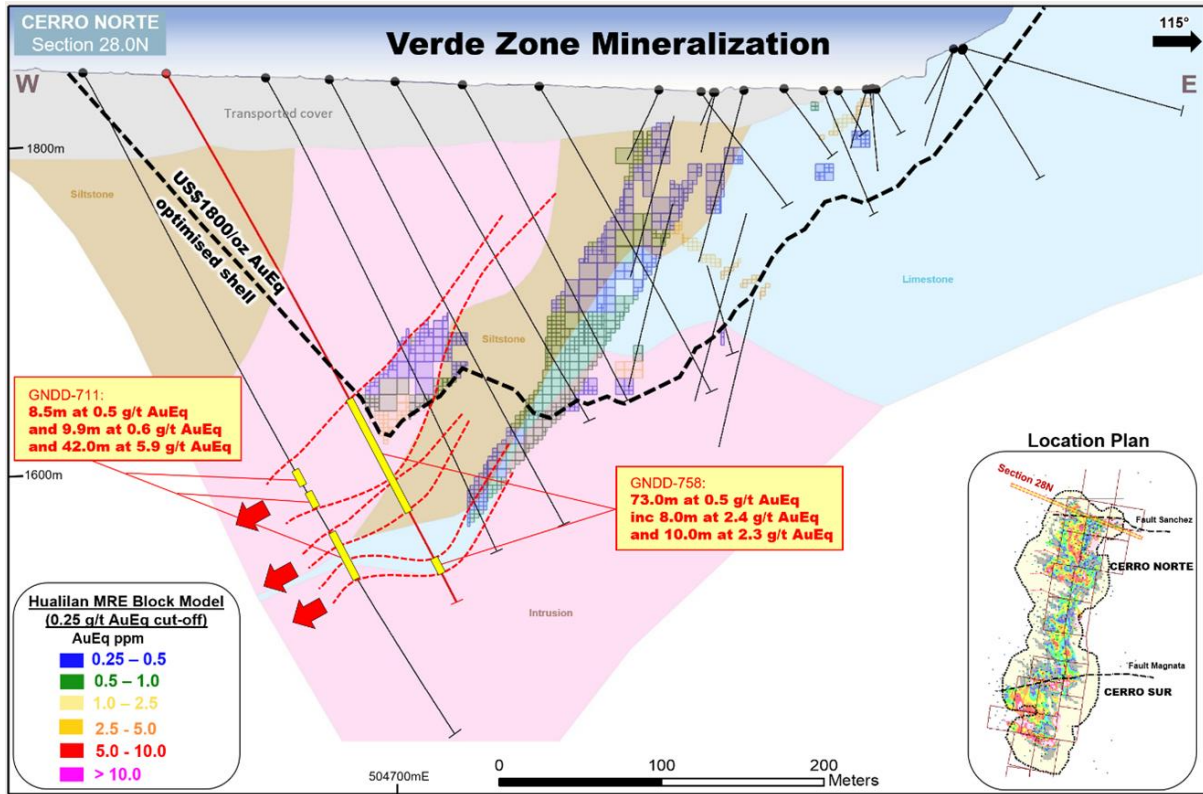 CERRO NORTE
Section 28.0N
Verde Zone Mineralization
115°
W
E
Transported cover
1800m
Siltstone
US$1800/oz AuEq
optimised shell
Limestone
Siltstone
GNDD-711:
8.5m at 0.5 g/t AuEq
and 9.9m at 0.6 g/t AuEq
and 42.0m at 5.9 g/t AuEq
1600m
GNDD-758:
73.0m at 0.5 g/t AuEq
inc 8.0m at 2.4 g/t AuEq
and 10.0m at 2.3 g/t AuEq
Intrusion
Hualilan MRE Block Model
(0.25 g/t AuEq cut-off)
AuEq ppm
0.25 – 0.5
0.5 – 1.0
1.0 – 2.5
2.5 - 5.0
5.0 - 10.0
> 10.0
504700mE
0
100
200
Meters
Location Plan
Section 28N
Fault Sanchez
CERRO NORTE
Fault Magnata
CERRO SUR